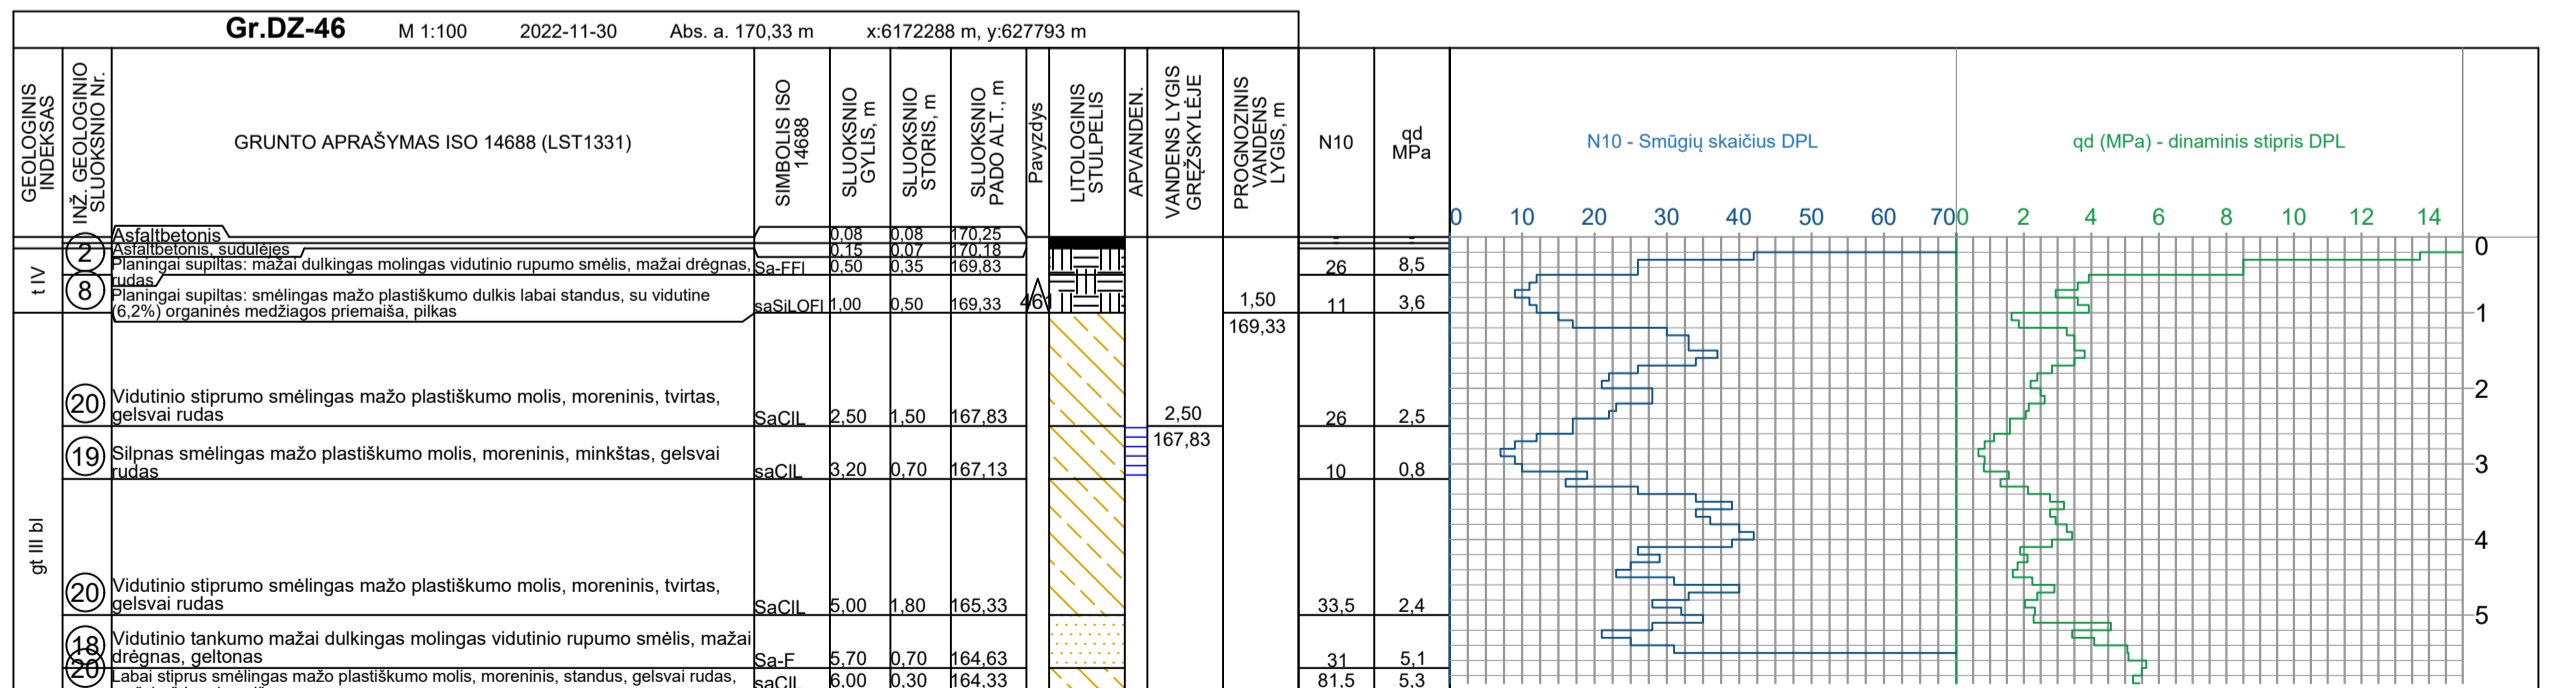 Gr.DZ-46 M 1:100 2022-11-30 Abs. a. 170,33 m x:6172288 m, y:627793 m
GEOLOGINIS
INDEKSAS
INŽ. GEOLOGINIO
SLUOKSNIO Nr.
GRUNTO APRAŠYMAS ISO 14688 (LST1331)
SIMBOLIS ISO
14688
SLUOKSNIO
GYLIS, m
SLUOKSNIO
STORIS, m
SLUOKSNIO
PADO ALT., m
Pavyzdys
LITOLOGINIS
STULPELIS
APVANDEN.
VANDENS LYGIS
GRĘŽSKYLĖJE
PROGNOZINIS
VANDENS
LYGIS, m
N10
qd
MPa
N10 - Smūgių skaičius DPL
qd (MPa) - dinaminis stipris DPL
0 10 20 30 40 50 60 70
0 2 4 6 8 10 12 14
t IV
Asfaltbetonis 0,08 0,08 170,25
Asfaltbetonis, sudūlėjęs 0,15 0,07 170,18
2 Planingai supiltas: mažai dulkingas molingas vidutinio rupumo smėlis, mažai drėgnas, Sa-FFl 0,50 0,35 169,83 26 8,5
rudas
8 Planingai supiltas: smėlingas mažo plastiškumo dulkis labai standus, su vidutine
(6,2%) organinės medžiagos priemaiša, pilkas saSiLOFl 1,00 0,50 169,33 461 1,50 11 3,6
169,33
gt III bl
20 Vidutinio stiprumo smėlingas mažo plastiškumo molis, moreninis, tvirtas,
gelsvai rudas SaClL 2,50 1,50 167,83 2,50 26 2,5
167,83
19 Silpnas smėlingas mažo plastiškumo molis, moreninis, minkštas, gelsvai
rudas saClL 3,20 0,70 167,13 10 0,8
20 Vidutinio stiprumo smėlingas mažo plastiškumo molis, moreninis, tvirtas,
gelsvai rudas SaClL 5,00 1,80 165,33 33,5 2,4
18 Vidutinio tankumo mažai dulkingas molingas vidutinio rupumo smėlis, mažai
drėgnas, geltonas Sa-F 5,70 0,70 164,63 31 5,1
20 Labai stiprus smėlingas mažo plastiškumo molis, moreninis, standus, gelsvai rudas,
saClL 6,00 0,30 164,33 81,5 5,3
0
1
2
3
4
5